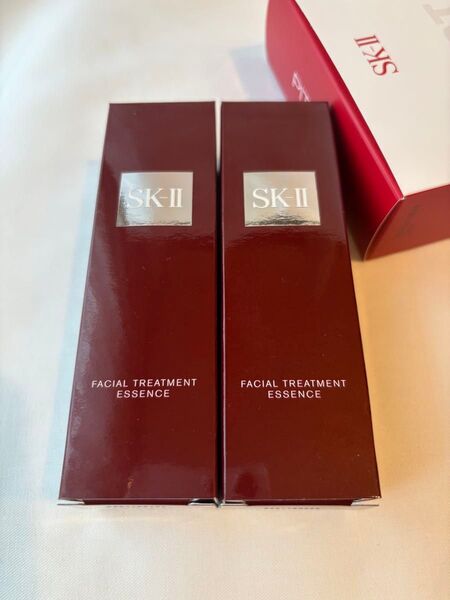 SK-II
SK-II
FACIAL TREATMENT
ESSENCE
SK-II
FACIAL TREATMENT
ESSENCE